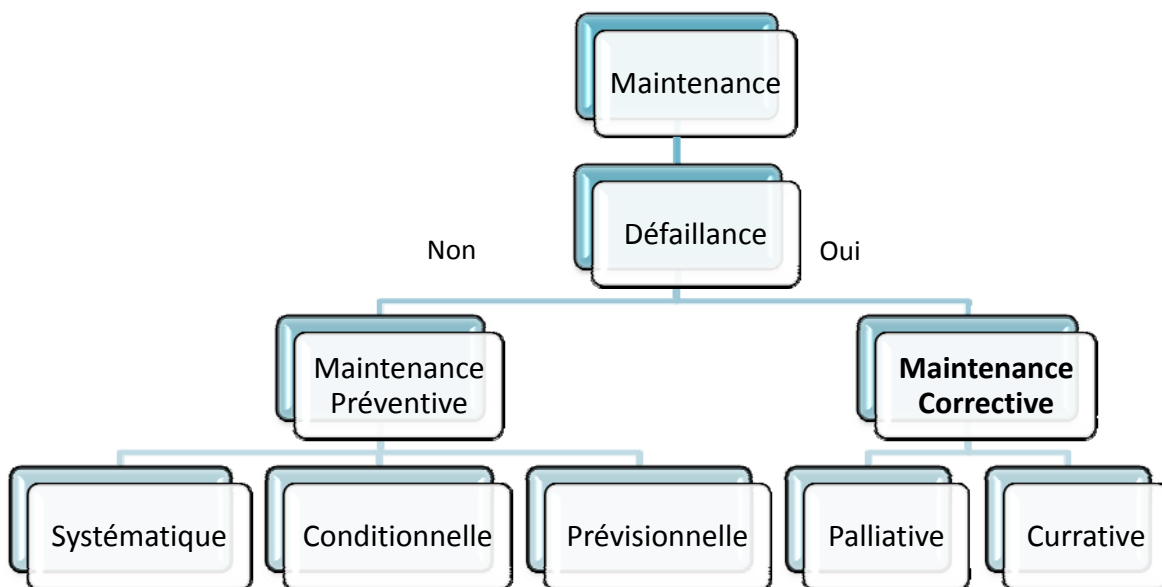 Maintenance
Défaillance
Non
Oui
Maintenance
Préventive
Maintenance
Corrective
Systématique
Conditionnelle
Prévisionnelle
Palliative
Currative